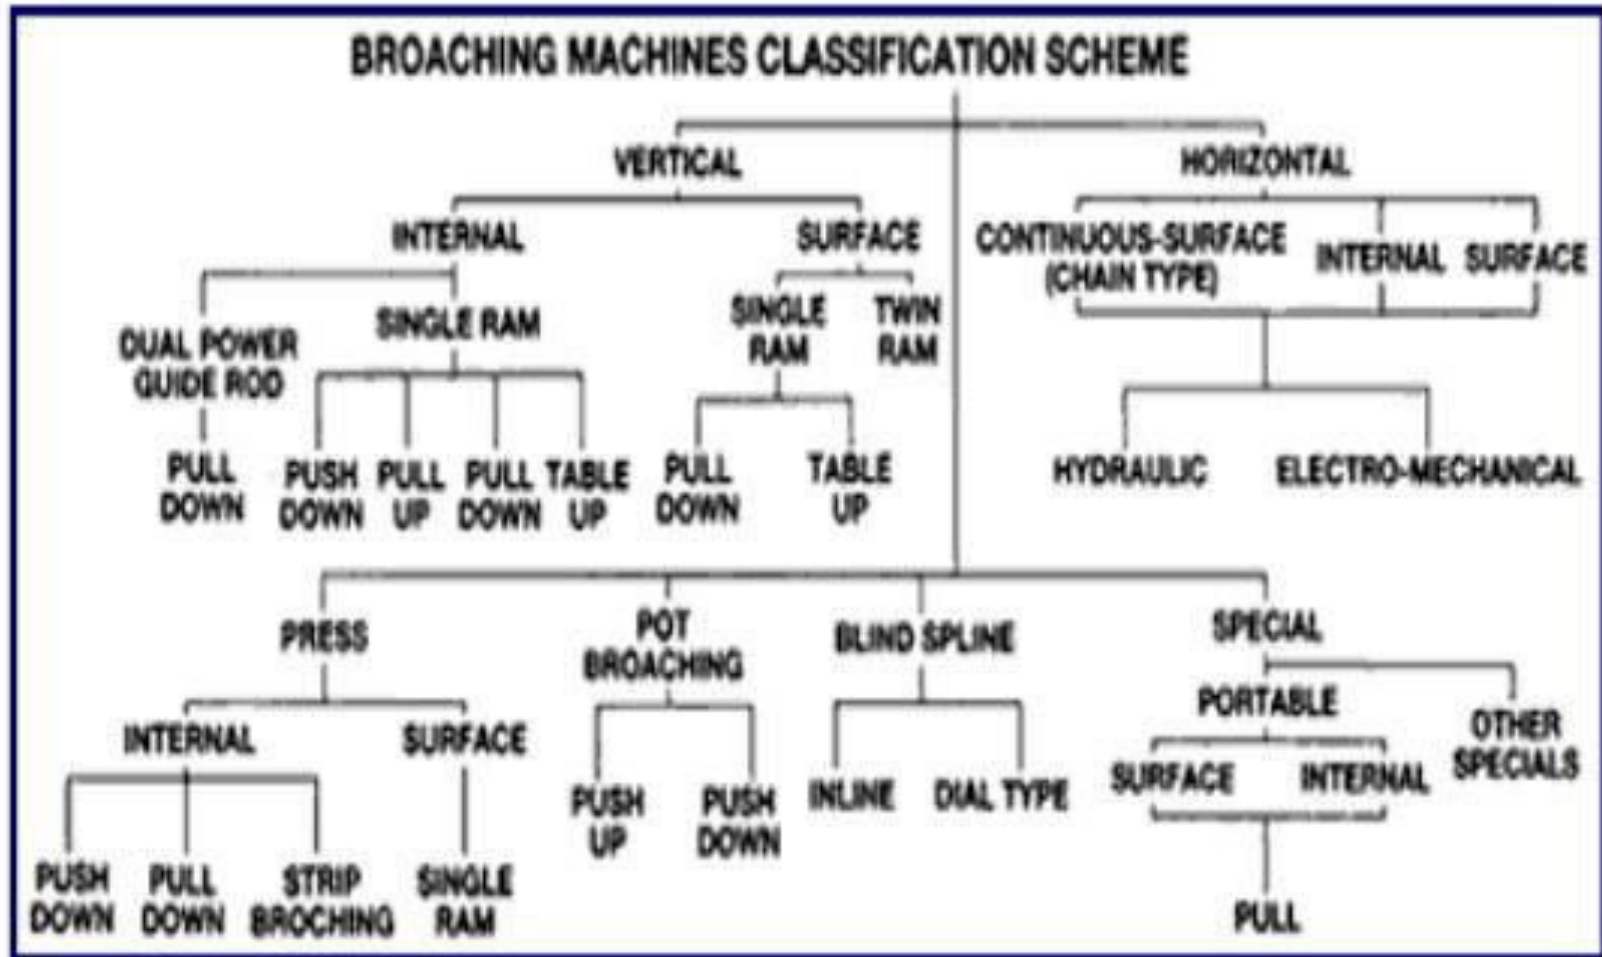 BROACHING MACHINES CLASSIFICATION SCHEME
VERTICAL
HORIZONTAL
INTERNAL
SURFACE
CONTINUOUS-SURFACE
(CHAIN TYPE)
INTERNAL
SURFACE
DUAL POWER
GUIDE ROD
SINGLE RAM
SINGLE
RAM
TWIN
RAM
PULL
DOWN
PUSH
DOWN
PULL
UP
PULL
DOWN
TABLE
UP
PULL
DOWN
TABLE
UP
HYDRAULIC
ELECTRO-MECHANICAL
PRESS
POT
BROACHING
BLIND SPLINE
SPECIAL
INTERNAL
SURFACE
PORTABLE
OTHER
SPECIALS
PUSH
UP
PUSH
DOWN
INLINE
DIAL TYPE
SURFACE
INTERNAL
PUSH
DOWN
PULL
DOWN
STRIP
BROCHING
SINGLE
RAM
PULL